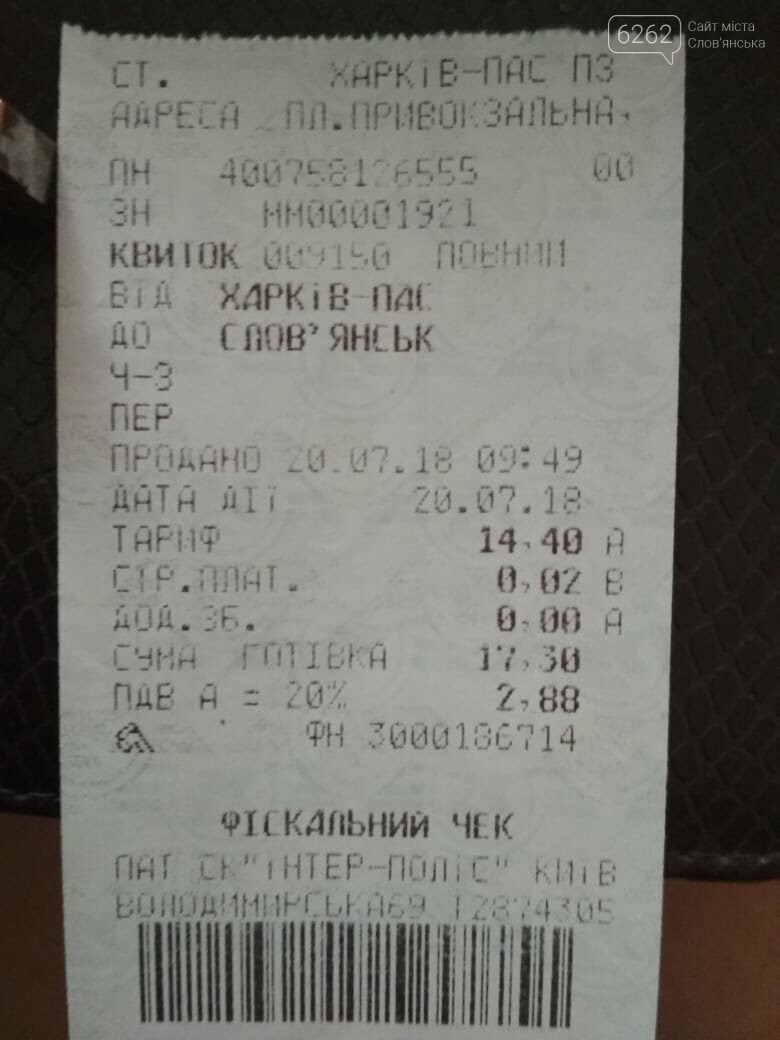 6262 Сайт міста
Слов'янська
СТ. ХАРКІВ-ПАС ПЗ
АДРЕСА ПЛ.ПРИВОКЗАЛЬНА,
ПН 400758126555 00
ЗН ММ00001921
КВИТОК 009150 ПОВНИЙ
ВІД ХАРКІВ-ПАС
ДО СЛОВ'ЯНСЬК
Ч-З
ПЕР
ПРОДАНО 20.07.18 09:49
ДАТА ДІЇ 20.07.18
ТАРИФ 14,40 А
СТР.ПЛАТ. 0,02 В
ДОД.ЗБ. 0,00 А
СУМА ГОТІВКА 17,30
ПДВ А = 20% 2,88
ФН 3000186714
ФІСКАЛЬНИЙ ЧЕК
ПАТ СК"ІНТЕР-ПОЛІС" КИЇВ
ВОЛОДИМИРСЬКА69 12874305